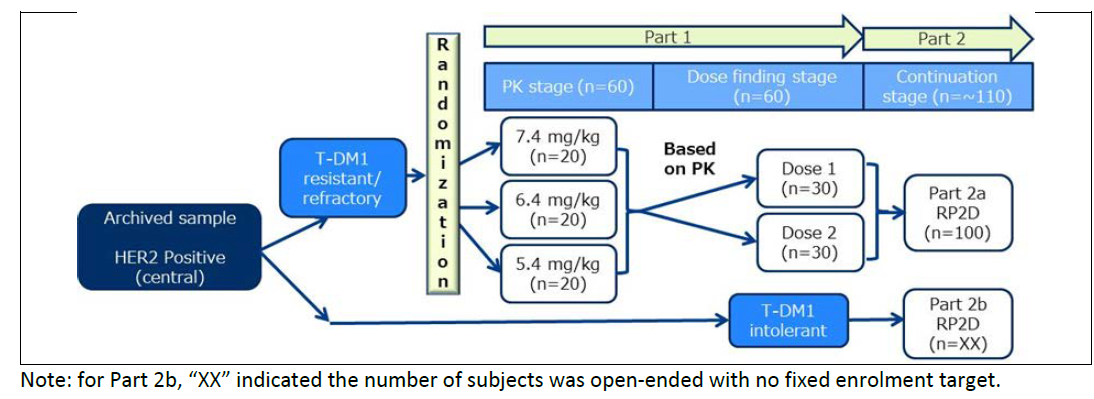 Part 1
Part 2
PK stage (n=60)
Dose finding stage
(n=60)
Continuation
stage (n=~110)
Randomization
Archived sample
HER2 Positive
(central)
T-DM1
resistant/
refractory
7.4 mg/kg
(n=20)
6.4 mg/kg
(n=20)
5.4 mg/kg
(n=20)
Based
on PK
Dose 1
(n=30)
Dose 2
(n=30)
Part 2a
RP2D
(n=100)
T-DM1
intolerant
Part 2b
RP2D
(n=XX)
Note: for Part 2b, “XX” indicated the number of subjects was open-ended with no fixed enrolment target.